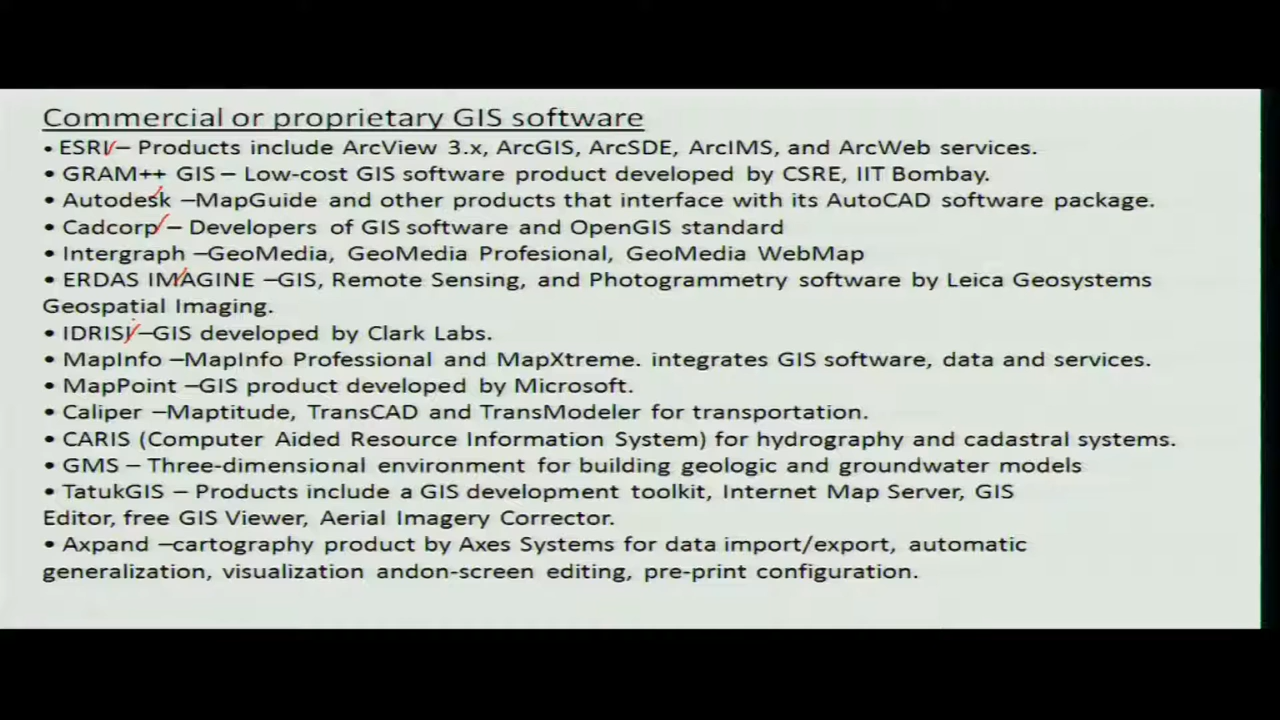 Commercial or proprietary GIS software
• ESRI – Products include ArcView 3.x, ArcGIS, ArcSDE, ArcIMS, and ArcWeb services.
• GRAM++ GIS – Low-cost GIS software product developed by CSRE, IIT Bombay.
• Autodesk –MapGuide and other products that interface with its AutoCAD software package.
• Cadcorp – Developers of GIS software and OpenGIS standard
• Intergraph –GeoMedia, GeoMedia Profesional, GeoMedia WebMap
• ERDAS IMAGINE –GIS, Remote Sensing, and Photogrammetry software by Leica Geosystems
Geospatial Imaging.
• IDRISI –GIS developed by Clark Labs.
• MapInfo –MapInfo Professional and MapXtreme. integrates GIS software, data and services.
• MapPoint –GIS product developed by Microsoft.
• Caliper –Maptitude, TransCAD and TransModeler for transportation.
• CARIS (Computer Aided Resource Information System) for hydrography and cadastral systems.
• GMS – Three-dimensional environment for building geologic and groundwater models
• TatukGIS – Products include a GIS development toolkit, Internet Map Server, GIS
Editor, free GIS Viewer, Aerial Imagery Corrector.
• Axpand –cartography product by Axes Systems for data import/export, automatic
generalization, visualization andon-screen editing, pre-print configuration.